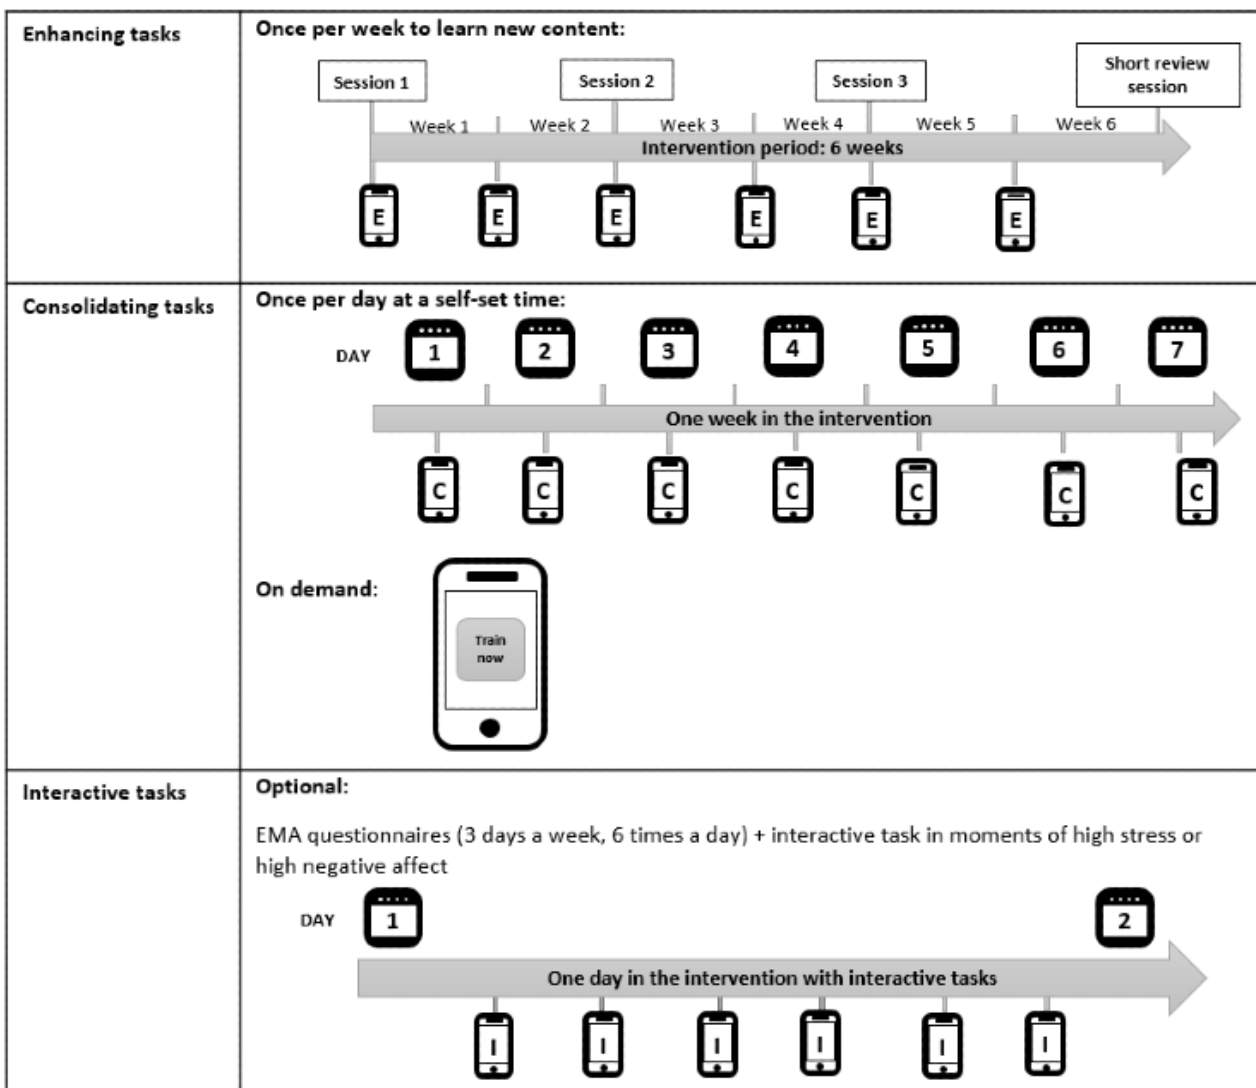 Enhancing tasks
Once per week to learn new content:
Session 1
Session 2
Session 3
Short review
session
Week 1
Week 2
Week 3
Week 4
Week 5
Week 6
Intervention period: 6 weeks
E
E
E
E
E
E
Consolidating tasks
Once per day at a self-set time:
DAY
1
2
3
4
5
6
7
One week in the intervention
C
C
C
C
C
C
C
On demand:
Train
now
Interactive tasks
Optional:
EMA questionnaires (3 days a week, 6 times a day) + interactive task in moments of high stress or
high negative affect
DAY
1
2
One day in the intervention with interactive tasks
I
I
I
I
I
I